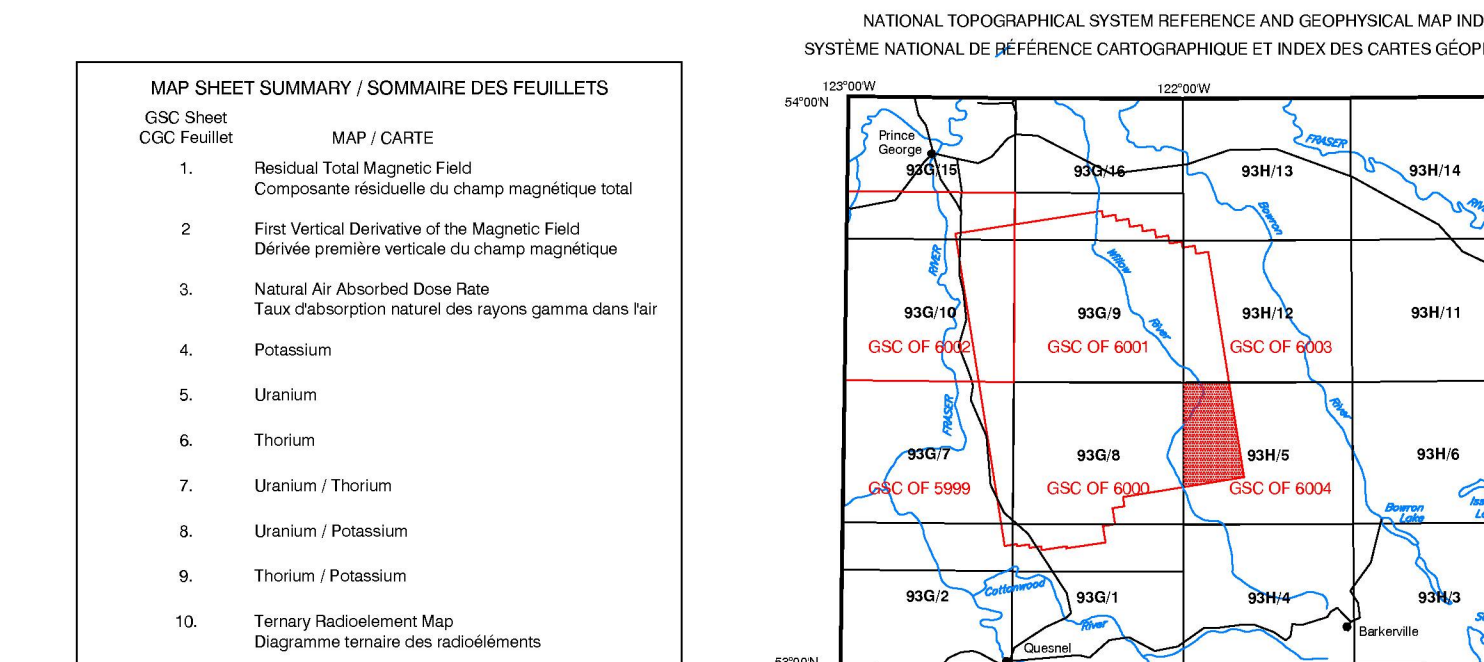 MAP SHEET SUMMARY / SOMMAIRE DES FEUILLETS
GSC Sheet
CGC Feuillet MAP / CARTE
1. Residual Total Magnetic Field
Composante résiduelle du champ magnétique total
2 First Vertical Derivative of the Magnetic Field
Dérivée première verticale du champ magnétique
3. Natural Air Absorbed Dose Rate
Taux d'absorption naturel des rayons gamma dans l'air
4. Potassium
5. Uranium
6. Thorium
7. Uranium / Thorium
8. Uranium / Potassium
9. Thorium / Potassium
10. Ternary Radioelement Map
Diagramme ternaire des radioéléments
NATIONAL TOPOGRAPHICAL SYSTEM REFERENCE AND GEOPHYSICAL MAP IND
SYSTÈME NATIONAL DE RÉFÉRENCE CARTOGRAPHIQUE ET INDEX DES CARTES GÉOP
123°00'W
122°00'W
54°00'N
Prince
George
FRASER
93G/15
93G/16
93H/13
93H/14
Bowron
RIVER
Willow
93G/10
93G/9
93H/12
93H/11
River
GSC OF 6002
GSC OF 6001
GSC OF 6003
FRASER
River
93G/7
93G/8
93H/5
93H/6
GSC OF 5999
GSC OF 6000
GSC OF 6004
Bowron
Lake
Cottonwood
93G/2
93G/1
93H/4
93H/3
River
Barkerville
Quesnel
53°00'N